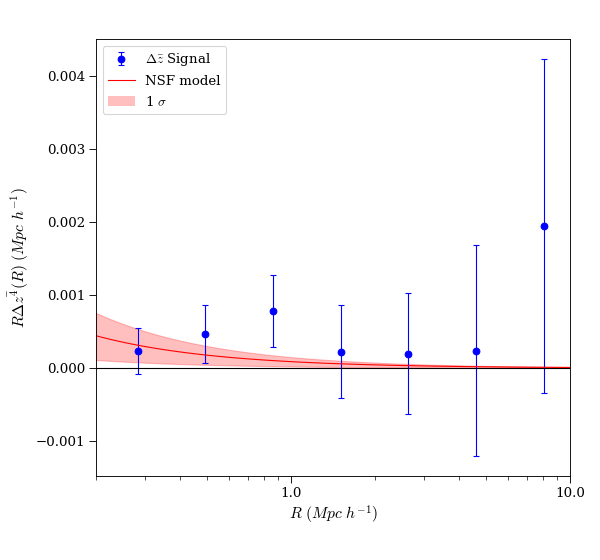 Δz̄ Signal
NSF model
1 σ
0.004
0.003
0.002
0.001
0.000
−0.001
RΔz̄⁴(R) (Mpc h⁻¹)
1.0
10.0
R (Mpc h⁻¹)